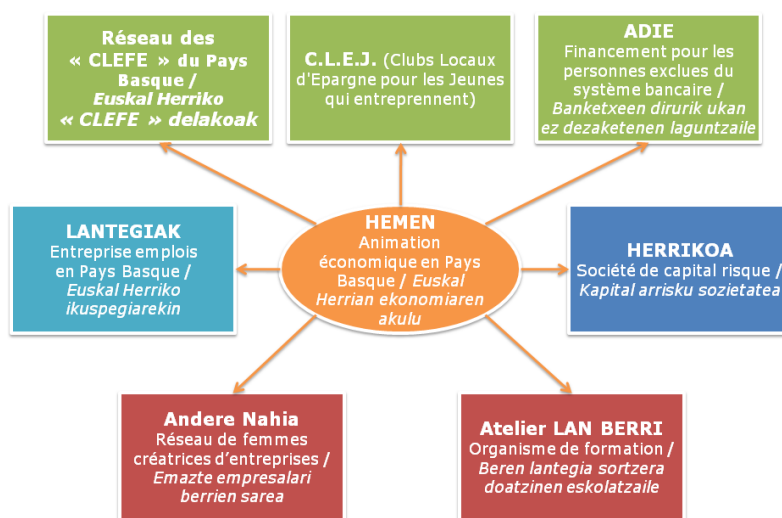 Réseau des
« CLEFE » du Pays
Basque /
Euskal Herriko
« CLEFE » delakoak
C.L.E.J. (Clubs Locaux
d'Epargne pour les Jeunes
qui entreprennent)
ADIE
Financement pour les
personnes exclues du
système bancaire /
Banketxeen dirurik ukan
ez dezaketenen laguntzaile
LANTEGIAK
Entreprise emplois
en Pays Basque /
Euskal Herriko
ikuspegiarekin
HEMEN
Animation
économique en Pays
Basque / Euskal
Herrian ekonomiaren
akulu
HERRIKOA
Société de capital risque /
Kapital arrisku sozietatea
Andere Nahia
Réseau de femmes
créatrices d’entreprises /
Emazte empresalari
berrien sarea
Atelier LAN BERRI
Organisme de formation /
Beren lantegia sortzera
doatzinen eskolatzaile